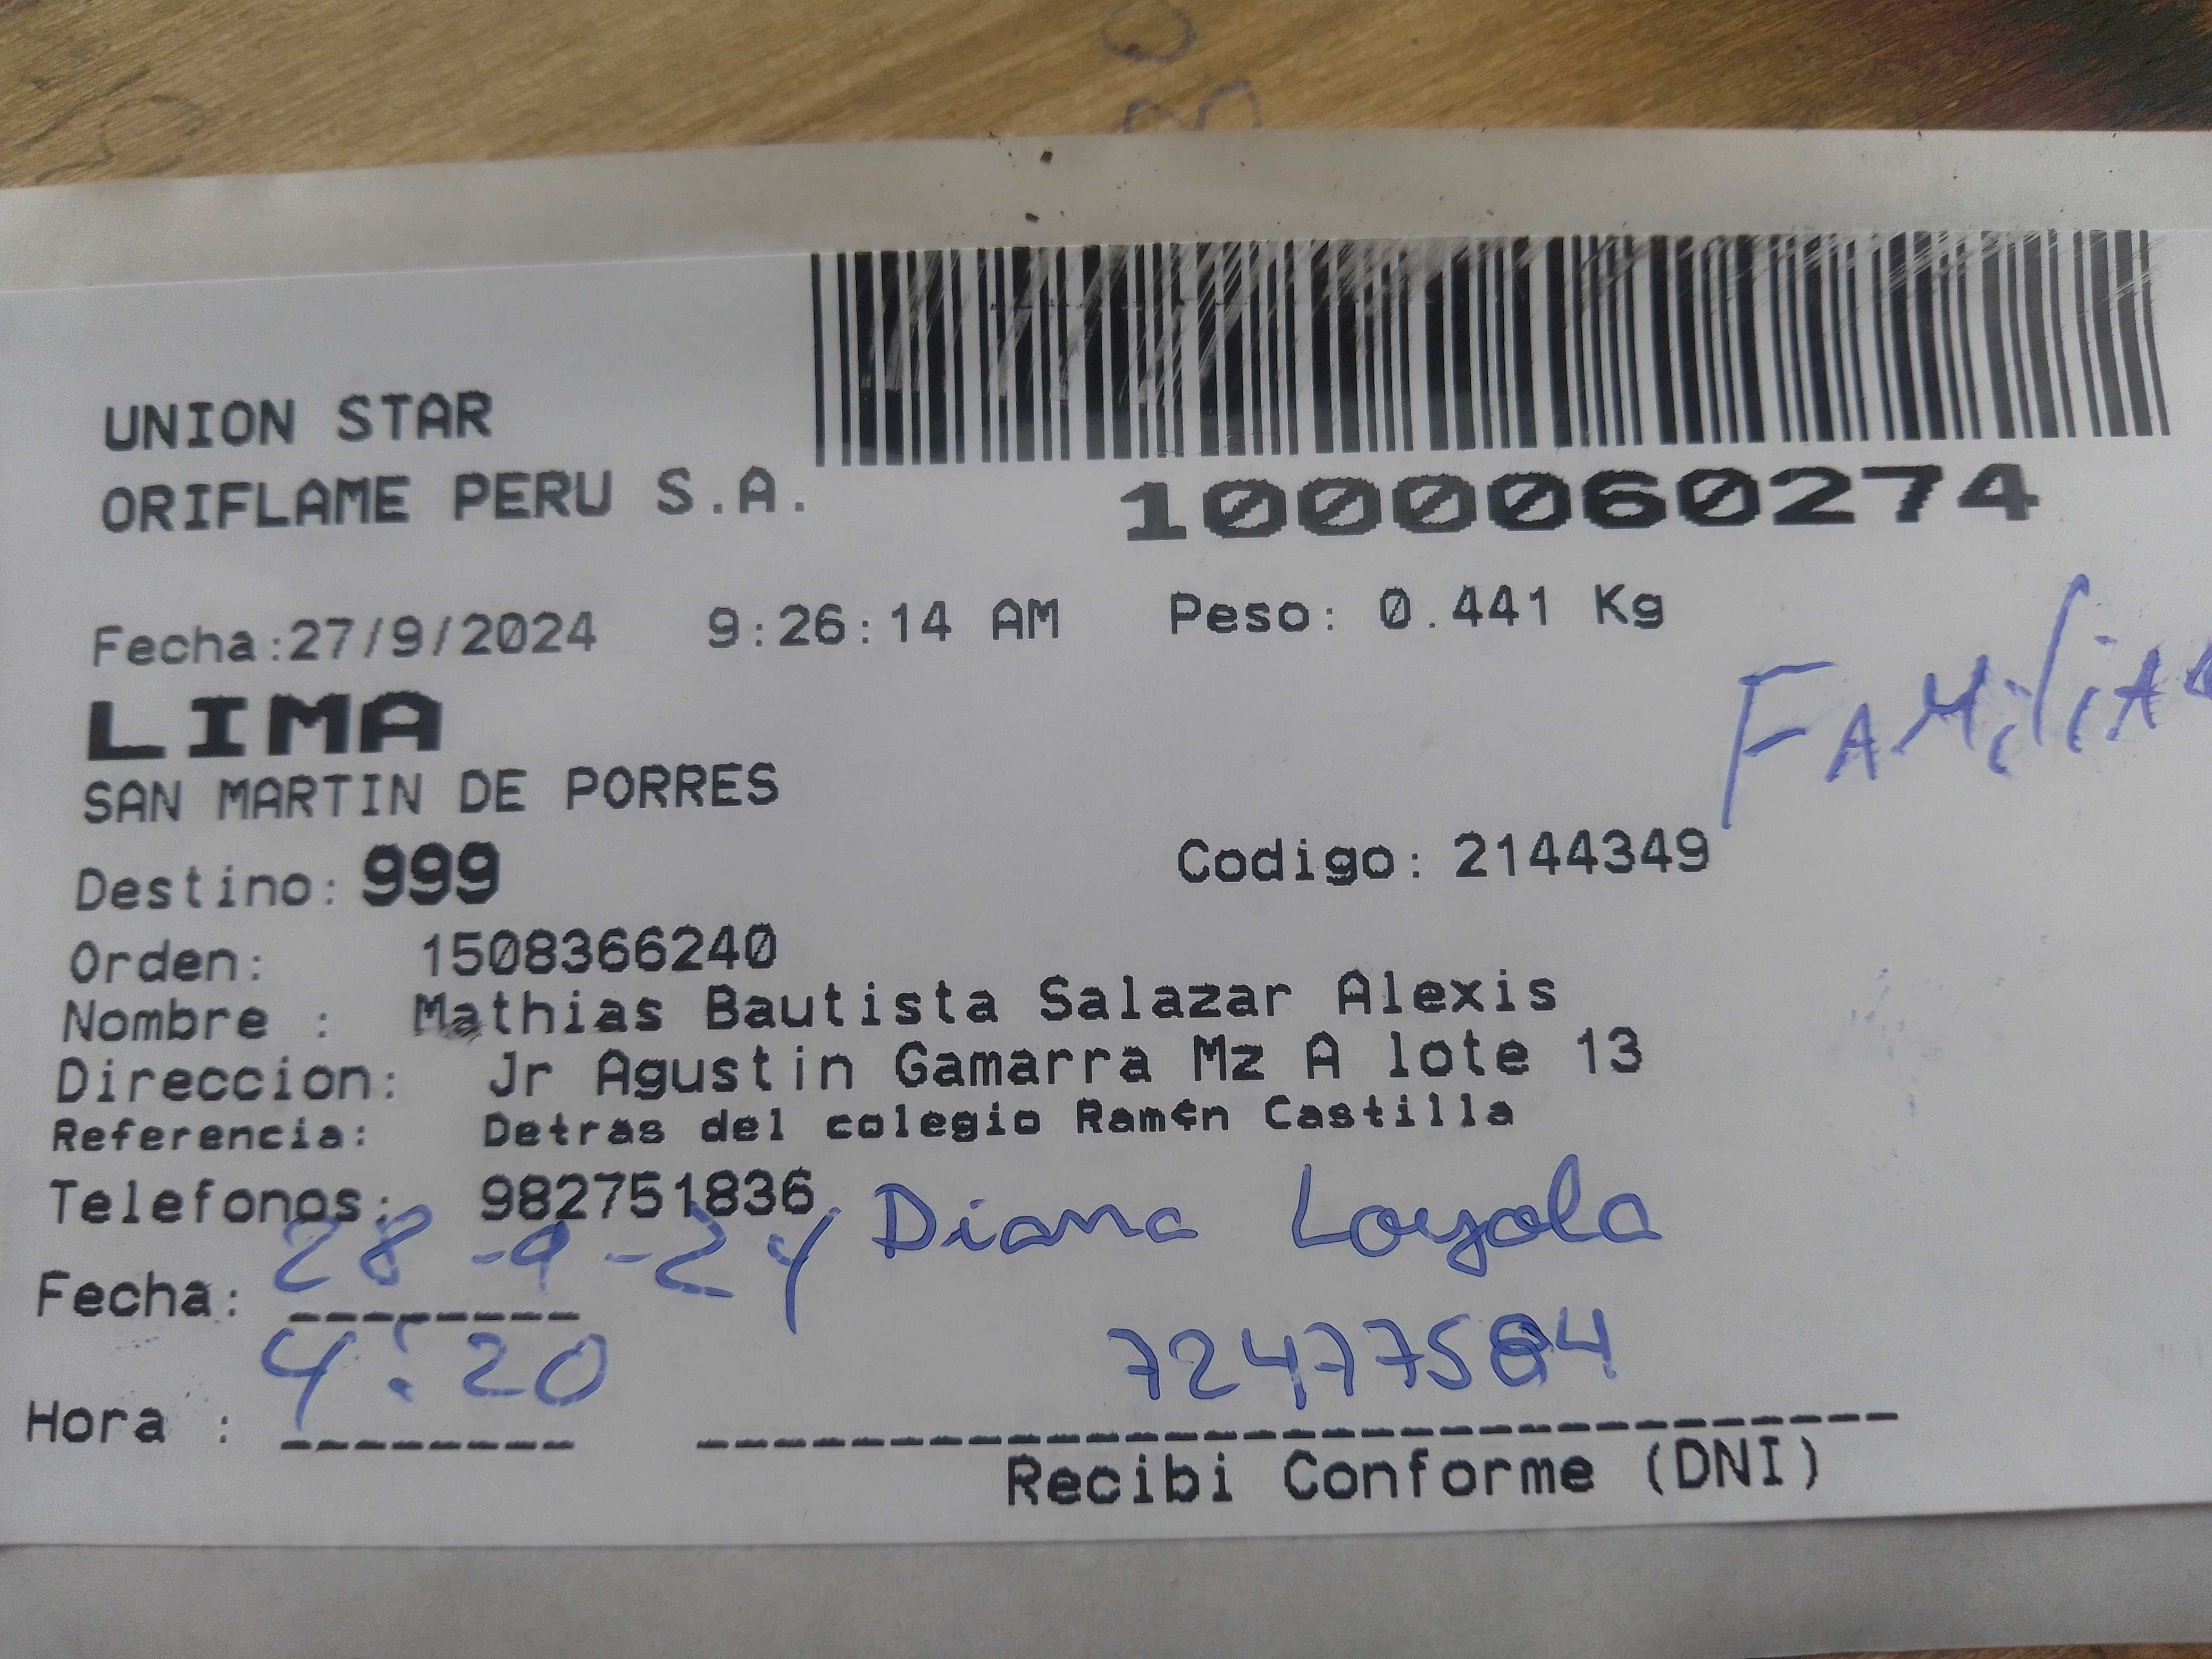 UNION STAR
ORIFLAME PERU S.A.
1000060274
Fecha:27/9/2024 9:26:14 AM Peso: 0.441 Kg
LIMA
FAMiliA
SAN MARTIN DE PORRES
Destino: 999 Codigo: 2144349
Orden: 1508366240
Nombre : Mathias Bautista Salazar Alexis
Direccion: Jr Agustin Gamarra Mz A lote 13
Referencia: Detras del colegio Ram¢n Castilla
Telefonos: 982751836
Diana Loyola
Fecha: 28-9-24
Hora : 4:20
Recibi Conforme (DNI)